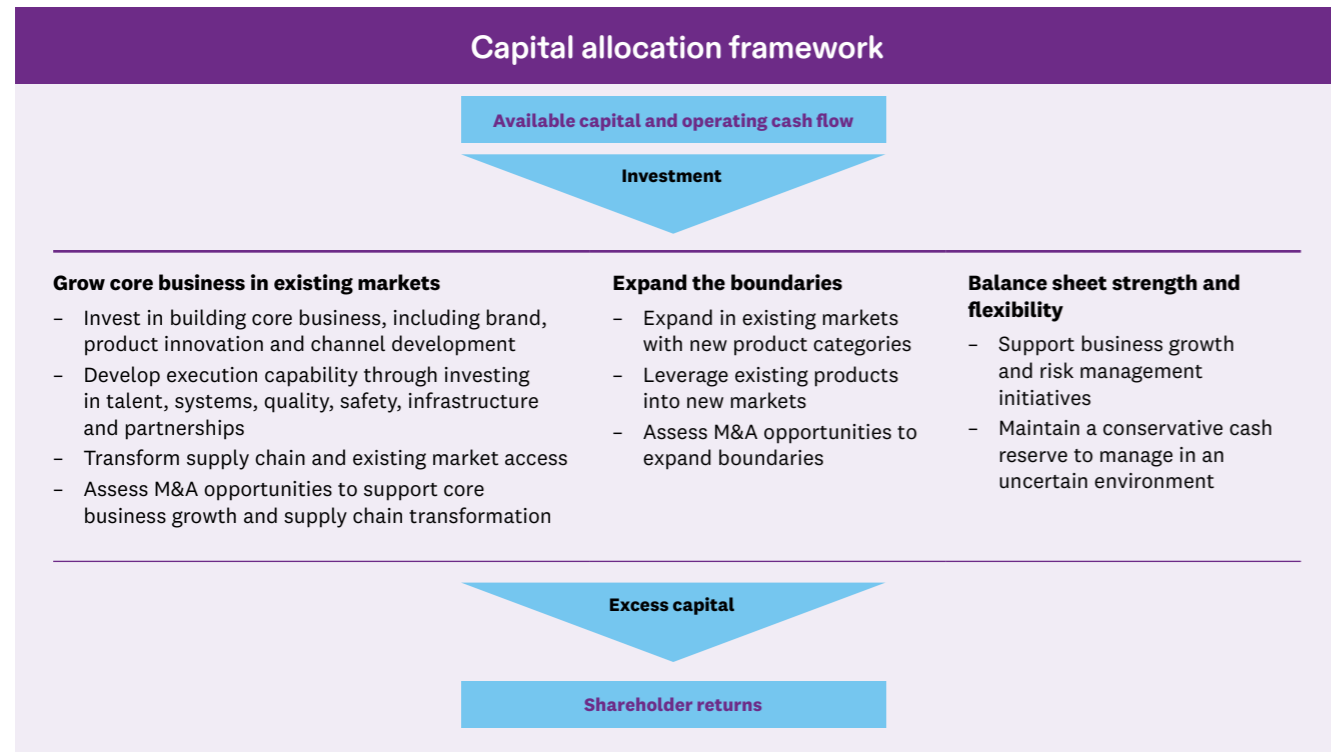 Capital allocation framework
Available capital and operating cash flow
Investment
Grow core business in existing markets
– Invest in building core business, including brand,
product innovation and channel development
– Develop execution capability through investing
in talent, systems, quality, safety, infrastructure
and partnerships
– Transform supply chain and existing market access
– Assess M&A opportunities to support core
business growth and supply chain transformation
Expand the boundaries
– Expand in existing markets
with new product categories
– Leverage existing products
into new markets
– Assess M&A opportunities to
expand boundaries
Balance sheet strength and
flexibility
– Support business growth
and risk management
initiatives
– Maintain a conservative cash
reserve to manage in an
uncertain environment
Excess capital
Shareholder returns